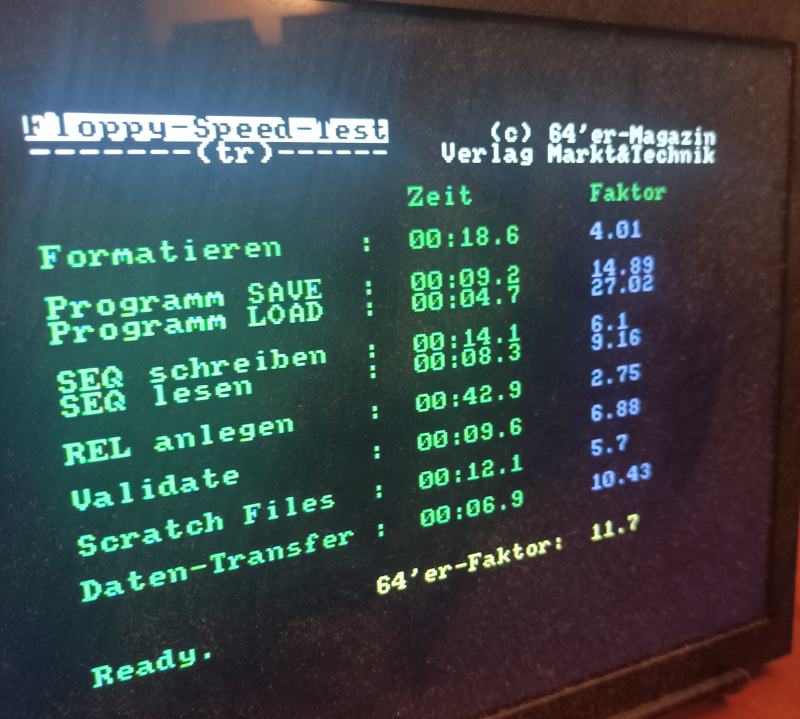 Floppy-Speed-Test (c) 64'er-Magazin
-------(tr)------ Verlag Markt&Technik
Zeit Faktor
Formatieren : 00:18.6 4.01
Programm SAVE : 00:09.2 14.89
Programm LOAD : 00:04.7 27.02
SEQ schreiben : 00:14.1 6.1
SEQ lesen : 00:08.3 9.16
REL anlegen : 00:42.9 2.75
Validate : 00:09.6 6.88
Scratch Files : 00:12.1 5.7
Daten-Transfer : 00:06.9 10.43
64'er-Faktor: 11.7
Ready.